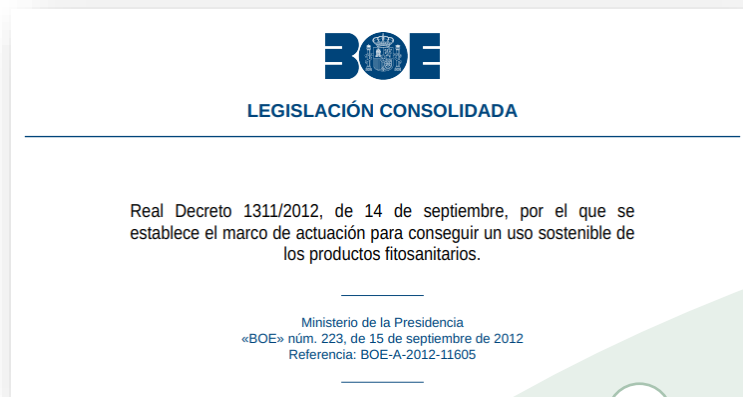 BOE
LEGISLACIÓN CONSOLIDADA
Real Decreto 1311/2012, de 14 de septiembre, por el que se
establece el marco de actuación para conseguir un uso sostenible de
los productos fitosanitarios.
Ministerio de la Presidencia
«BOE» núm. 223, de 15 de septiembre de 2012
Referencia: BOE-A-2012-11605